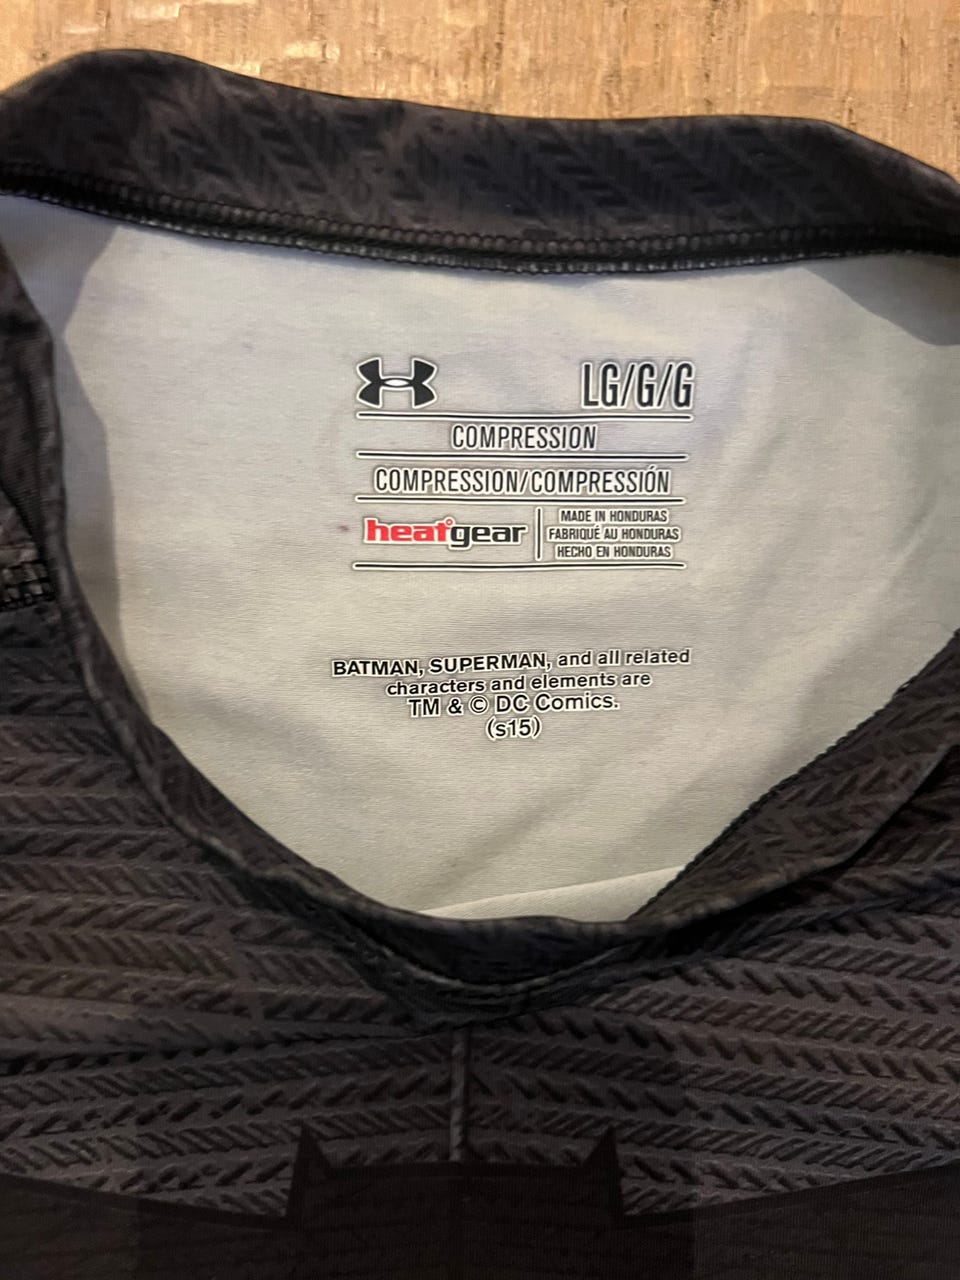 LG/G/G
COMPRESSION
COMPRESSION/COMPRESSIÓN
heatgear
MADE IN HONDURAS
FABRIQUÉ AU HONDURAS
HECHO EN HONDURAS
BATMAN, SUPERMAN, and all related
characters and elements are
TM & © DC Comics.
(s15)